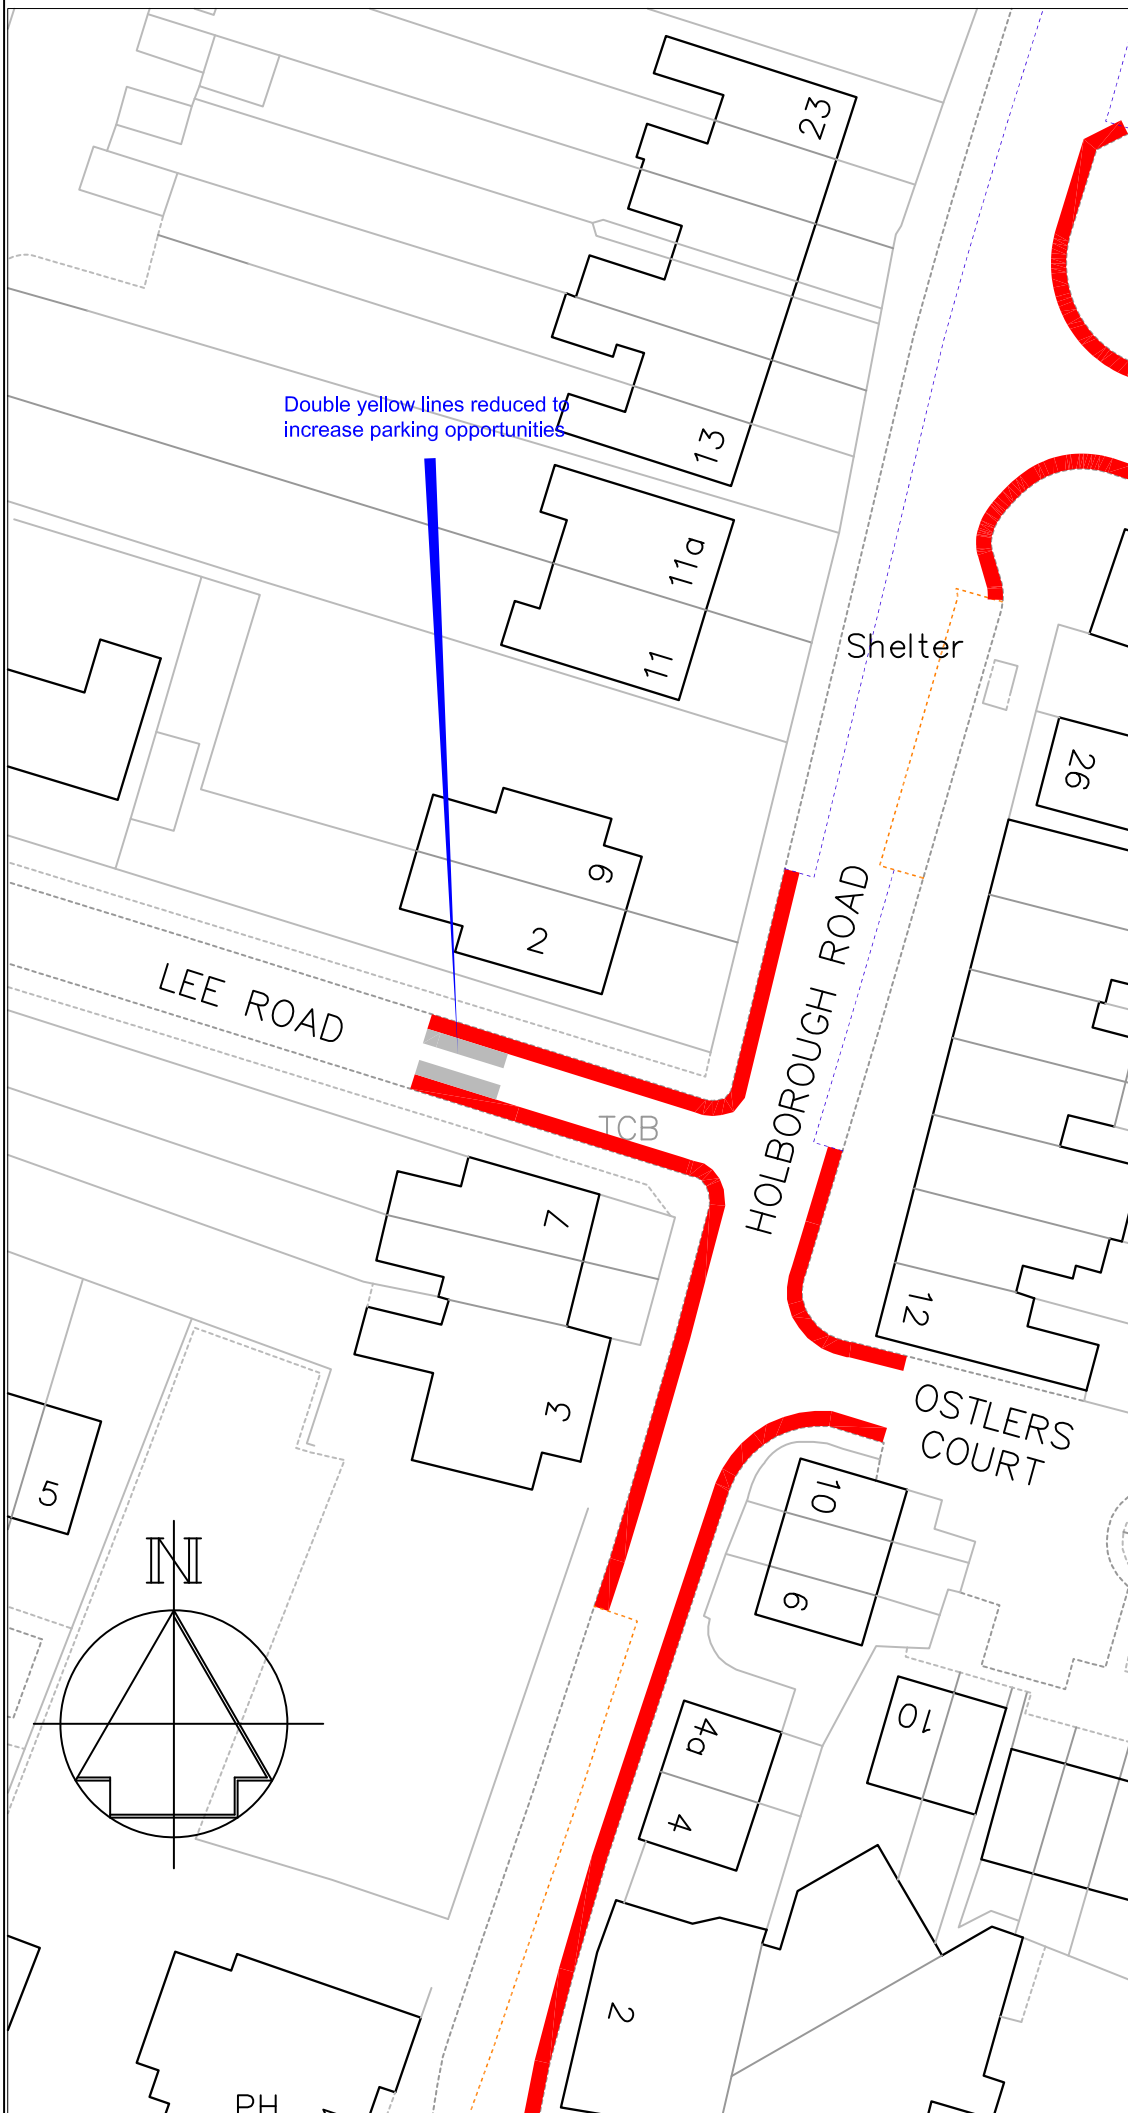 23
Double yellow lines reduced to
increase parking opportunities
13
11a
11
Shelter
26
9
2
LEE ROAD
HOLBOROUGH ROAD
TCB
7
12
3
OSTLERS
COURT
5
10
6
N
10
4a
4
2
PH